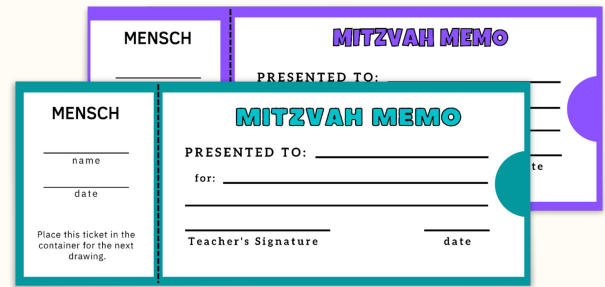 MENSCH
MITZVAH MEMO
PRESENTED TO:
te
MENSCH
name
date
Place this ticket in the
container for the next
drawing.
MITZVAH MEMO
PRESENTED TO:
for:
Teacher's Signature
date